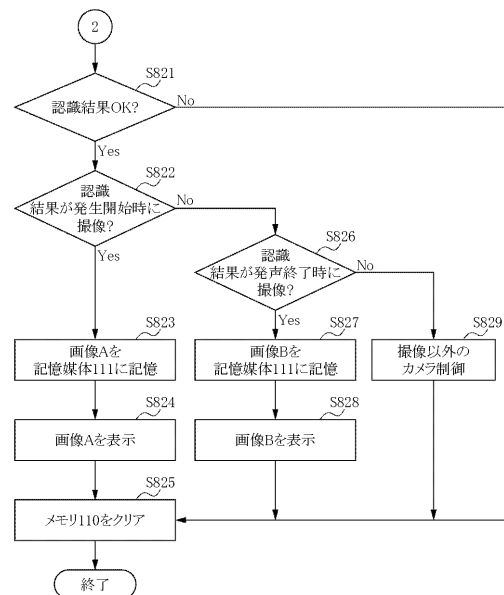 2
S821
認識結果OK?
No
Yes
S822
認識
結果が発生開始時に
撮像?
No
Yes
S826
認識
結果が発声終了時に
撮像?
No
Yes
S823
画像Aを
記憶媒体111に記憶
S827
画像Bを
記憶媒体111に記憶
S829
撮像以外の
カメラ制御
S824
画像Aを表示
S828
画像Bを表示
S825
メモリ110をクリア
終了